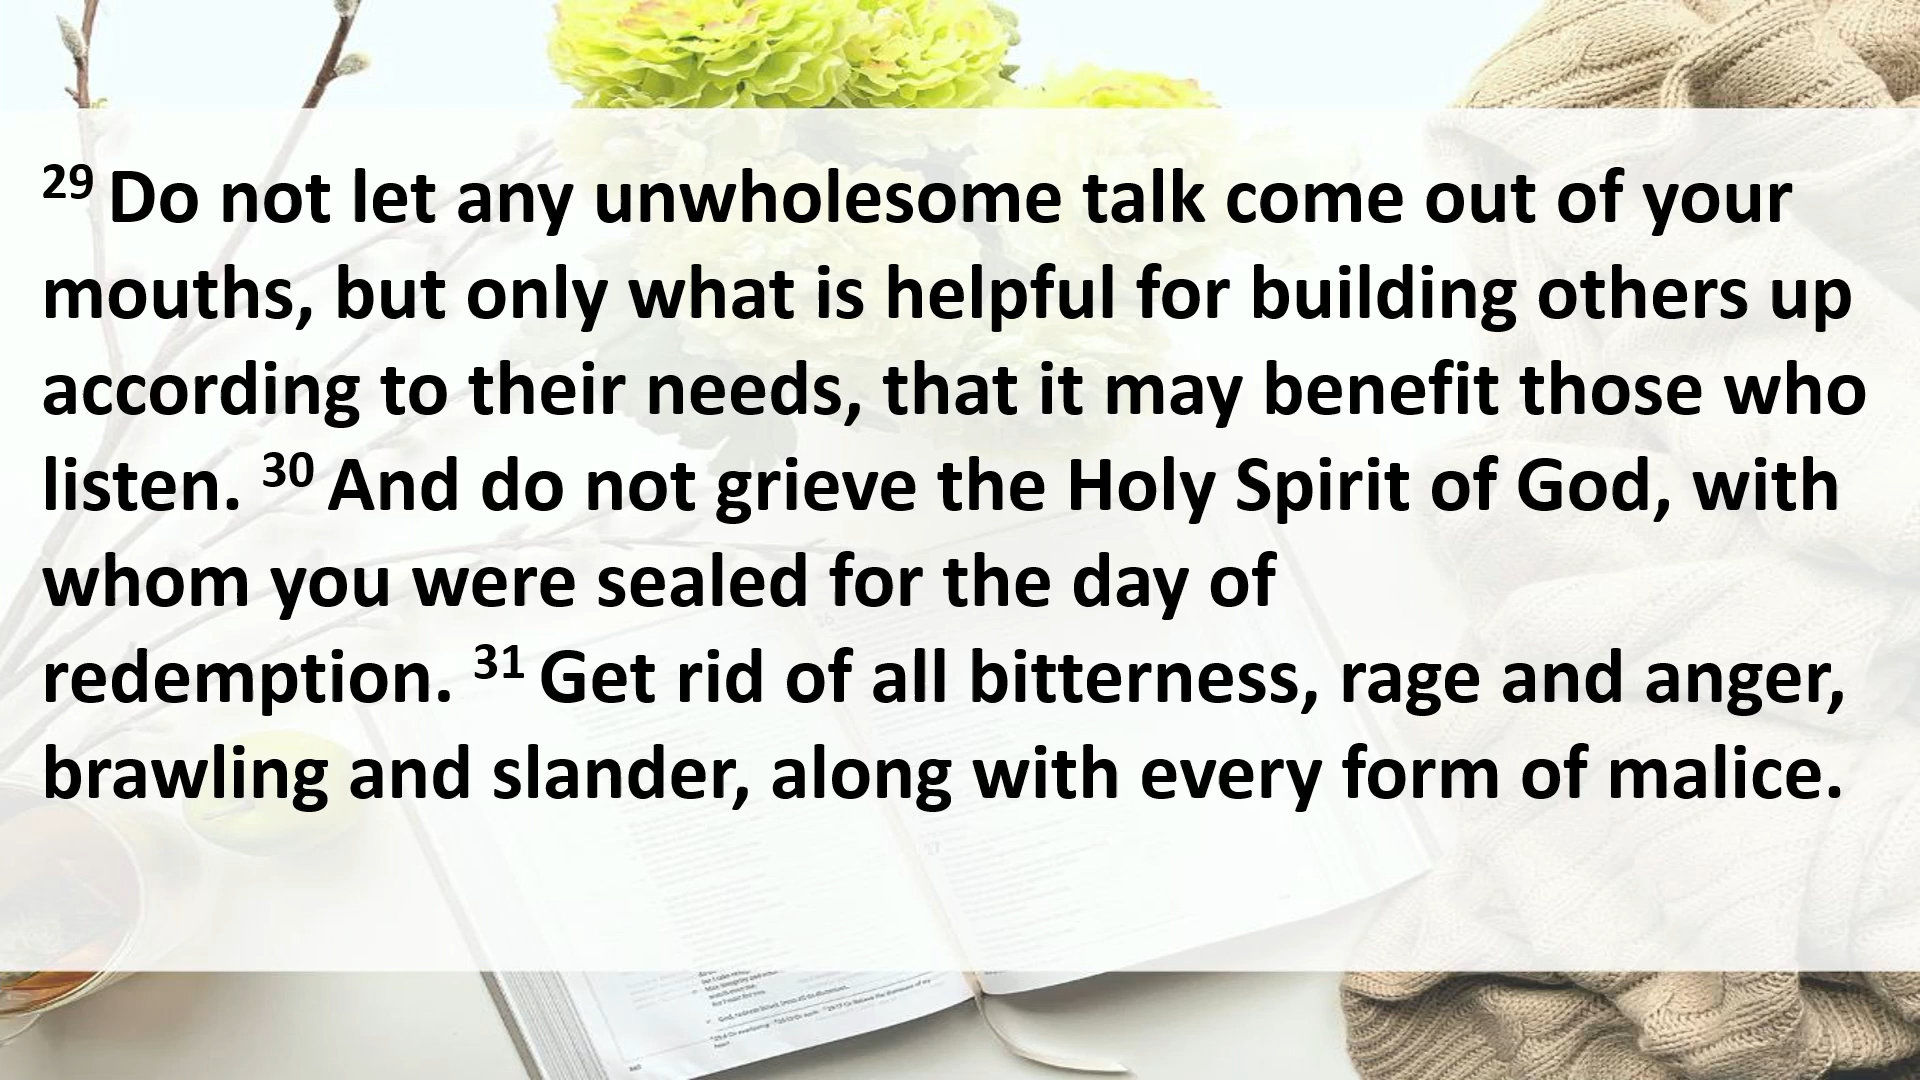 29 Do not let any unwholesome talk come out of your
mouths, but only what is helpful for building others up
according to their needs, that it may benefit those who
listen. 30 And do not grieve the Holy Spirit of God, with
whom you were sealed for the day of
redemption. 31 Get rid of all bitterness, rage and anger,
brawling and slander, along with every form of malice.